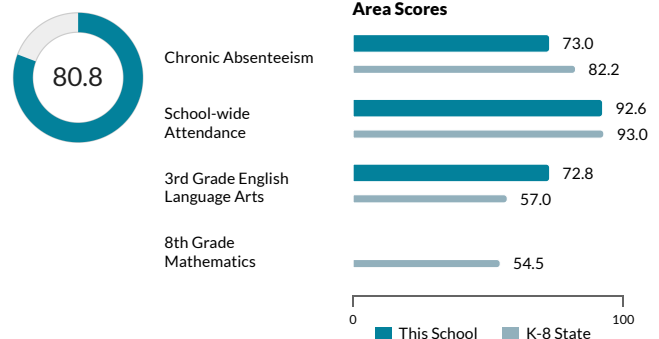 Area Scores
80.8
Chronic Absenteeism
73.0
82.2
School-wide
Attendance
92.6
93.0
3rd Grade English
Language Arts
72.8
57.0
8th Grade
Mathematics
54.5
0
100
This School
K-8 State